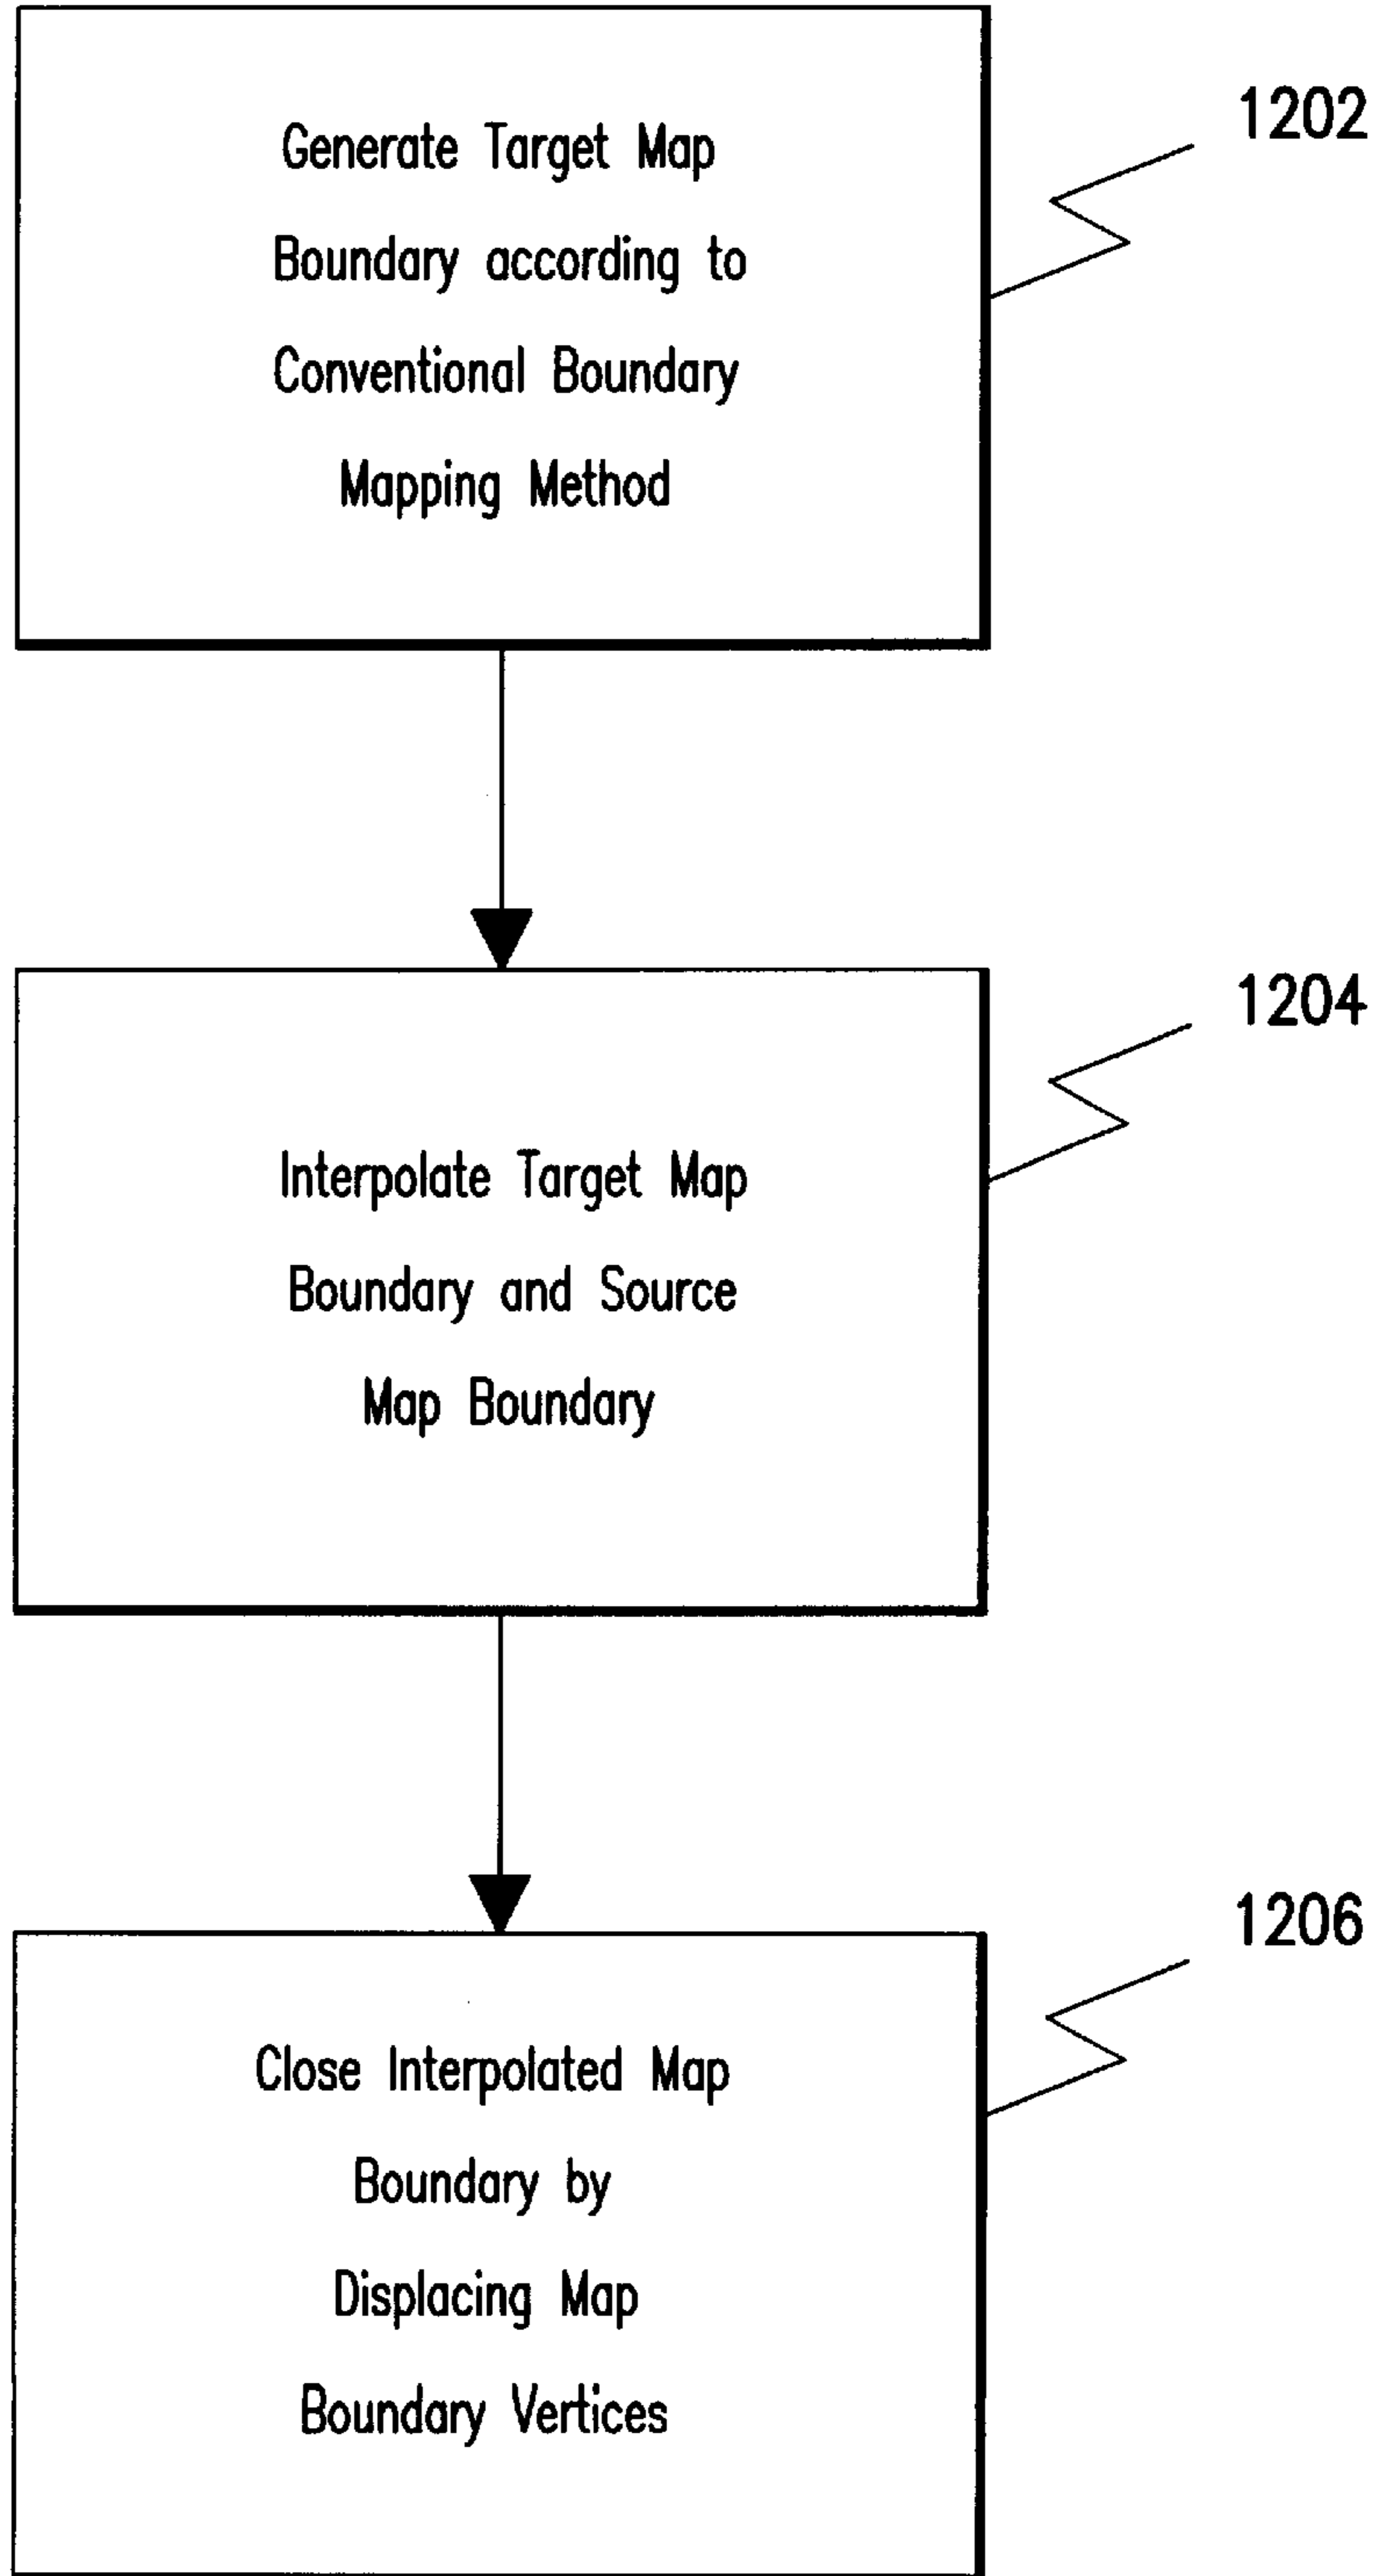 Generate Target Map
Boundary according to
Conventional Boundary
Mapping Method
1202
Interpolate Target Map
Boundary and Source
Map Boundary
1204
Close Interpolated Map
Boundary by
Displacing Map
Boundary Vertices
1206